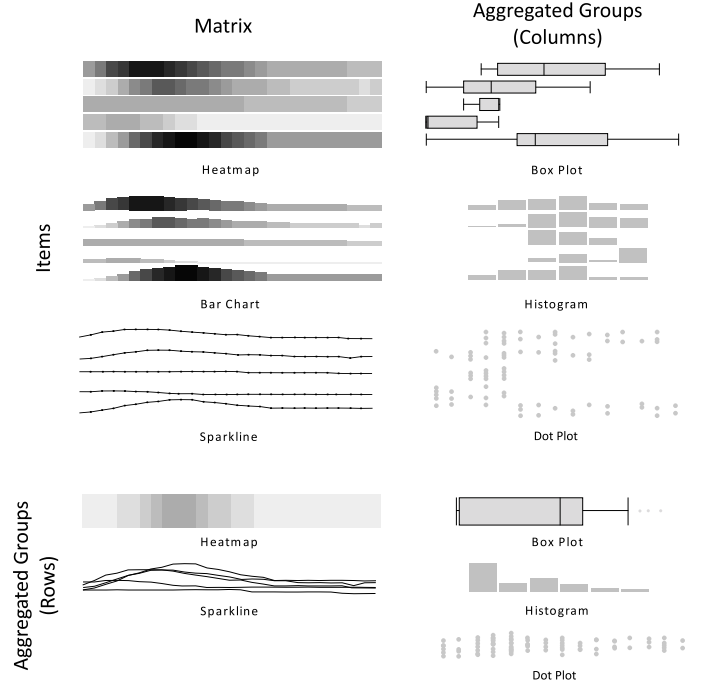 Matrix
Aggregated Groups
(Columns)
Items
Heatmap
Box Plot
Bar Chart
Histogram
Sparkline
Dot Plot
Aggregated Groups
(Rows)
Heatmap
Box Plot
Sparkline
Histogram
Dot Plot